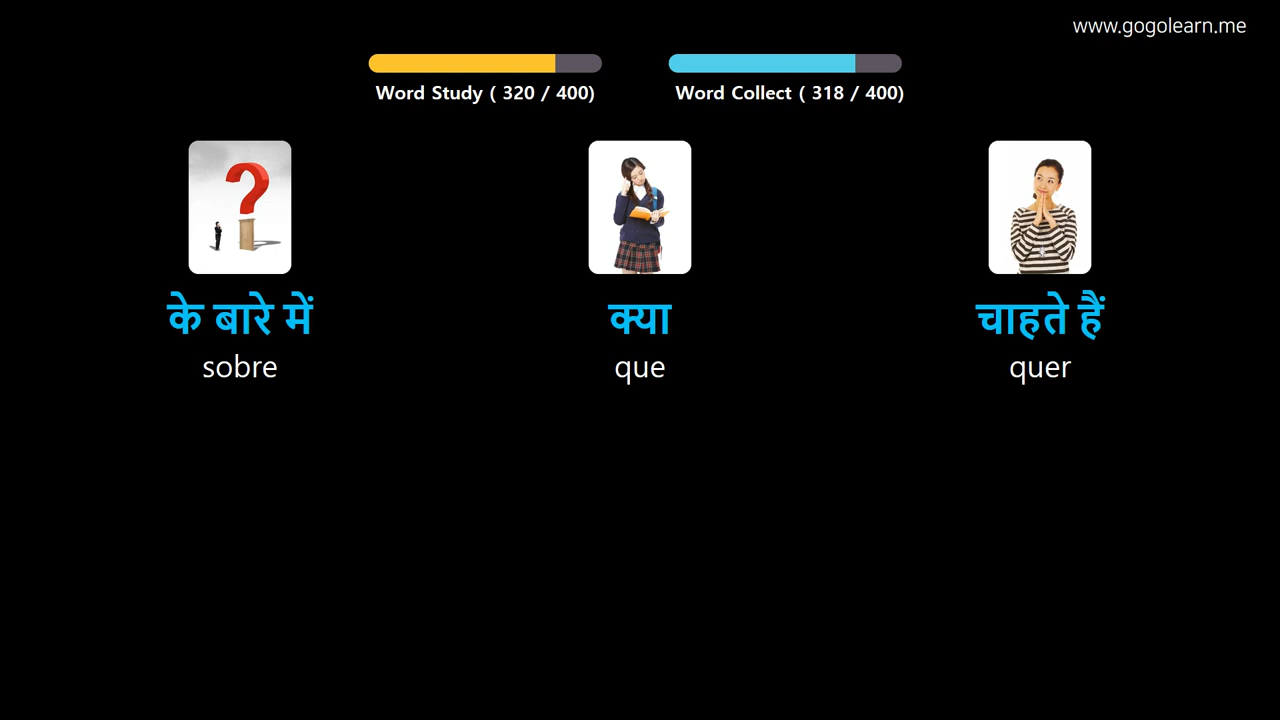 www.gogolearn.me
Word Study ( 320 / 400)
Word Collect ( 318 / 400)
के बारे में
क्या
चाहते हैं
sobre
que
quer